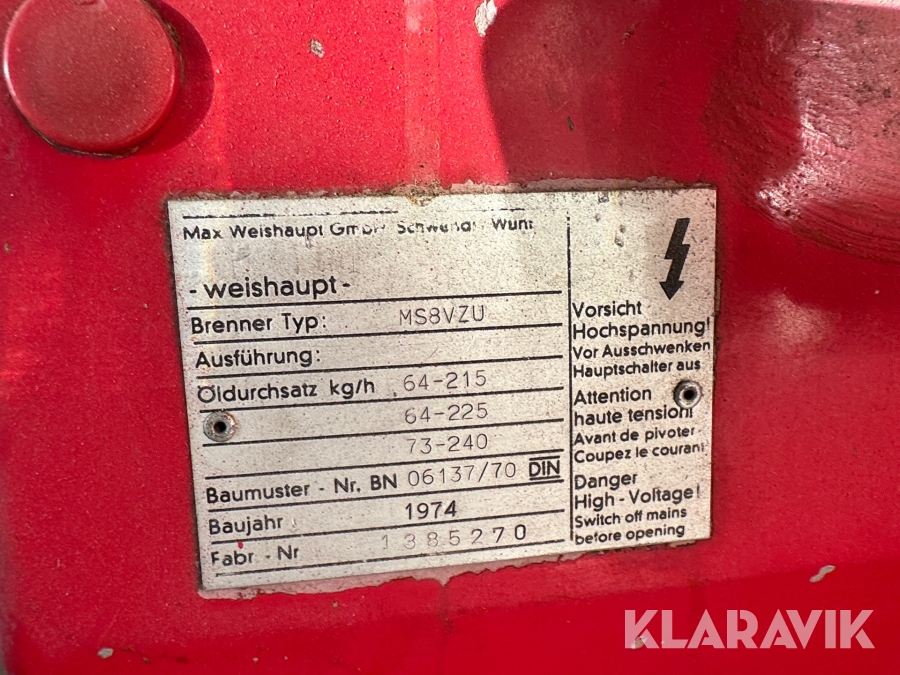 Max Weishaupt GmbH Schwendi Württ
- weishaupt -
Brenner Typ: MS8VZU
Ausführung:
Öldurchsatz kg/h 64-215
64-225
73-240
Baumuster - Nr. BN 06137/70 DIN
Baujahr 1974
Fabr - Nr 1385270
Vorsicht
Hochspannung!
Vor Ausschwenken
Hauptschalter aus
Attention
haute tension!
Avant de pivoter
Coupez le courant
Danger
High - Voltage!
Switch off mains
before opening
KLARAVIK